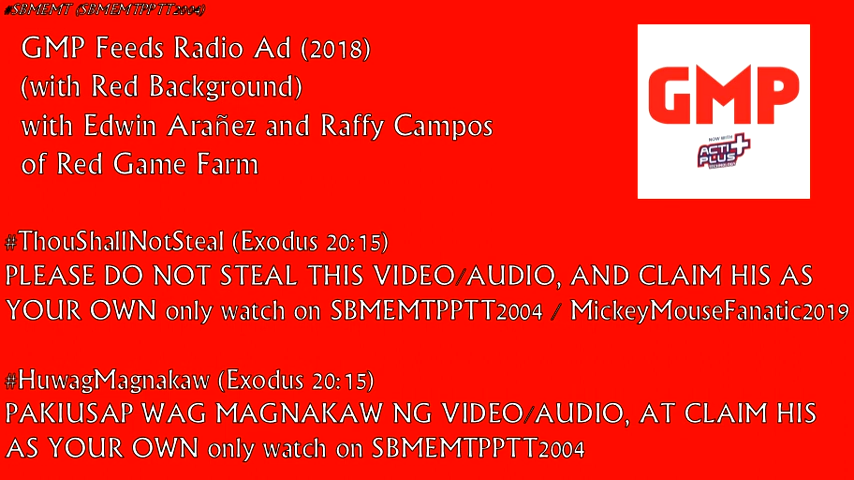 #SBMEMT (SBMEMTPPTT2004)
GMP Feeds Radio Ad (2018)
(with Red Background)
with Edwin Arañez and Raffy Campos
of Red Game Farm
GMP
NOW WITH
ACTI+
PLUS
#ThouShallNotSteal (Exodus 20:15)
PLEASE DO NOT STEAL THIS VIDEO/AUDIO, AND CLAIM HIS AS
YOUR OWN only watch on SBMEMTPPTT2004 / MickeyMouseFanatic2019
#HuwagMagnakaw (Exodus 20:15)
PAKIUSAP WAG MAGNAKAW NG VIDEO/AUDIO, AT CLAIM HIS
AS YOUR OWN only watch on SBMEMTPPTT2004